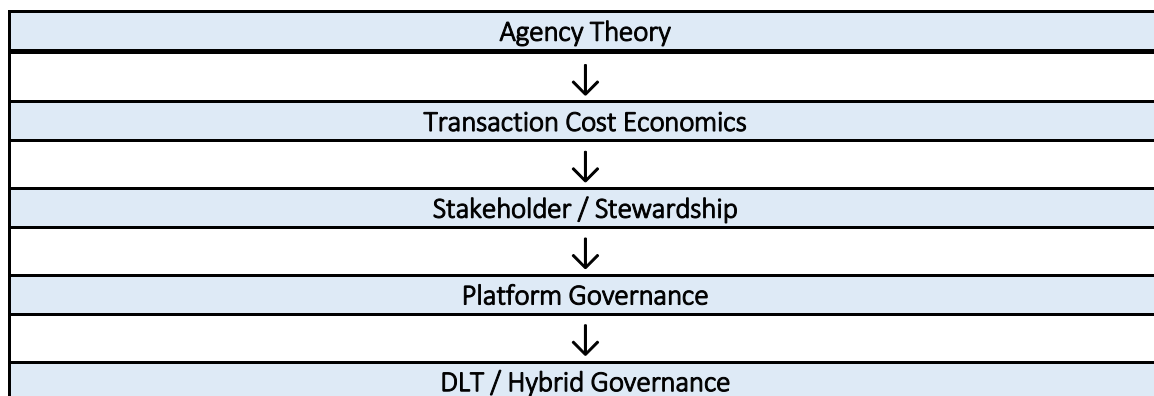 Agency Theory
↓
Transaction Cost Economics
↓
Stakeholder / Stewardship
↓
Platform Governance
↓
DLT / Hybrid Governance